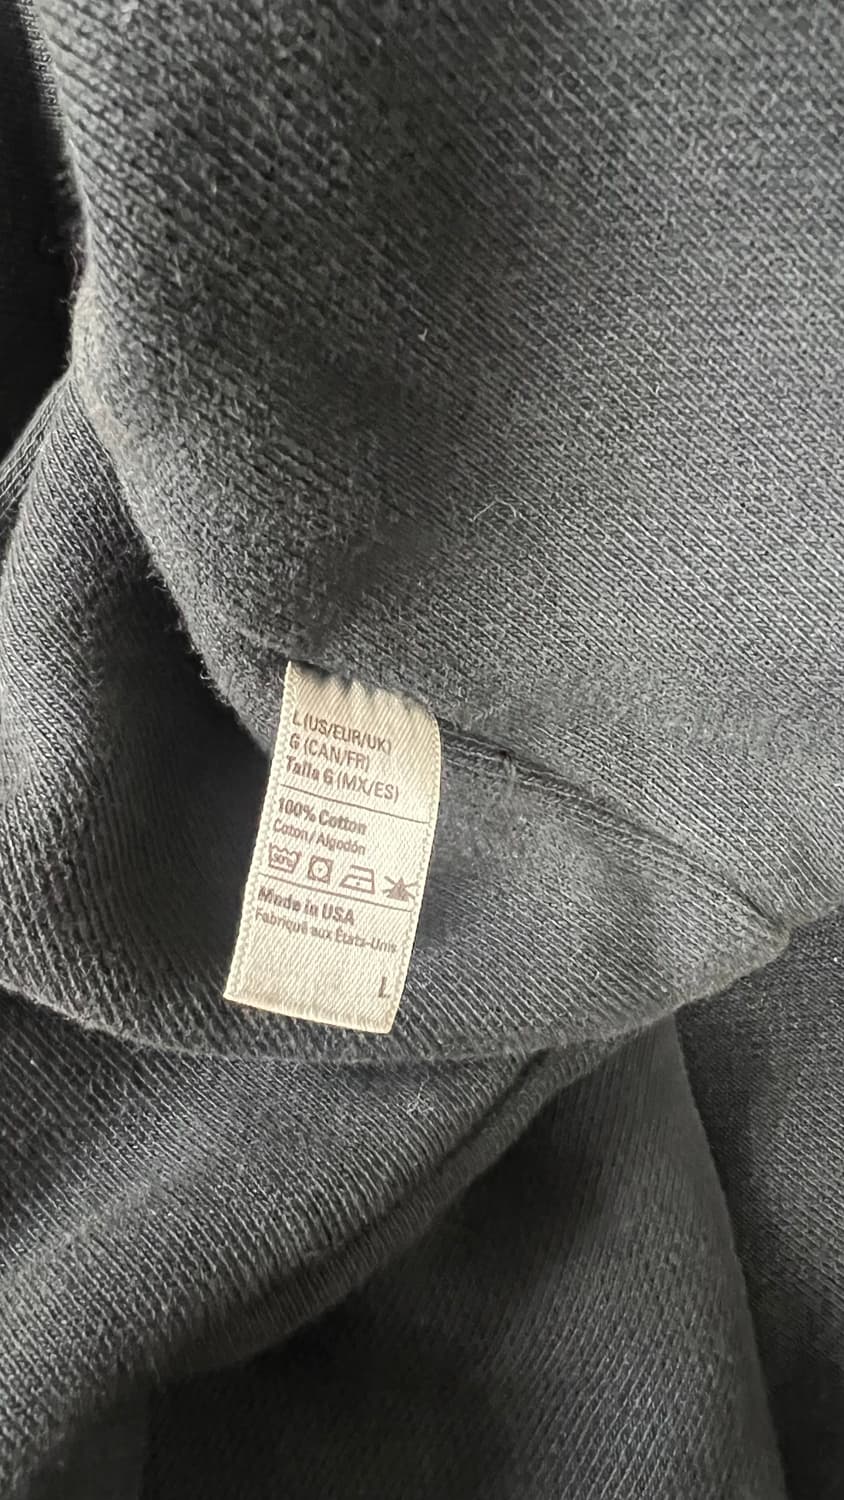 L (US/EUR/UK)
G (CAN/FR)
Talla G (MX/ES)
100% Cotton
Coton/Algodón
30°
Made in USA
Fabriqué aux États-Unis
L